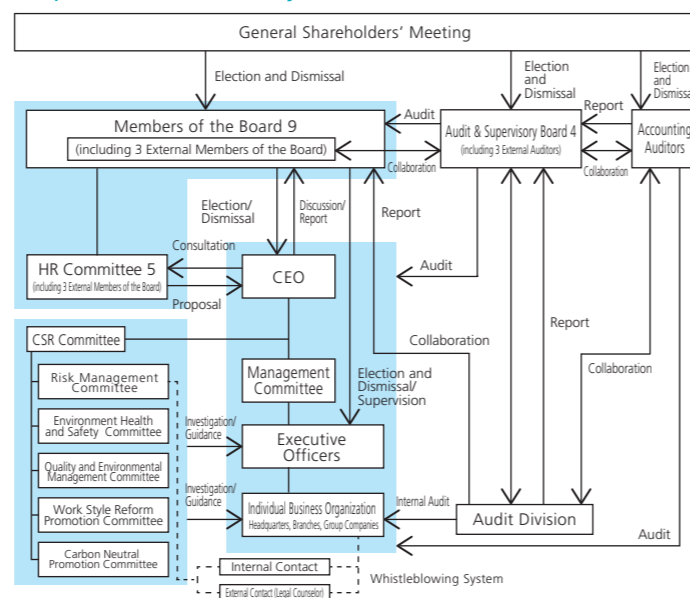 General Shareholders' Meeting
Election and Dismissal
Election
and
Dismissal
Election
and
Dismissal
Members of the Board 9
(including 3 External Members of the Board)
Audit
Audit & Supervisory Board 4
(including 3 External Auditors)
Report
Accounting
Auditors
Collaboration
Collaboration
Election/
Dismissal
Discussion/
Report
Report
Consultation
HR Committee 5
(including 3 External Members of the Board)
CEO
Audit
Proposal
CSR Committee
Collaboration
Report
Collaboration
Risk Management
Committee
Management
Committee
Election and
Dismissal/
Supervision
Environment Health
and Safety Committee
Investigation/
Guidance
Executive
Officers
Quality and Environmental
Management Committee
Investigation/
Guidance
Individual Business Organization
Headquarters, Branches, Group Companies
Internal Audit
Audit Division
Work Style Reform
Promotion Committee
Audit
Carbon Neutral
Promotion Committee
Internal Contact
External Contact (Legal Counselor)
Whistleblowing System